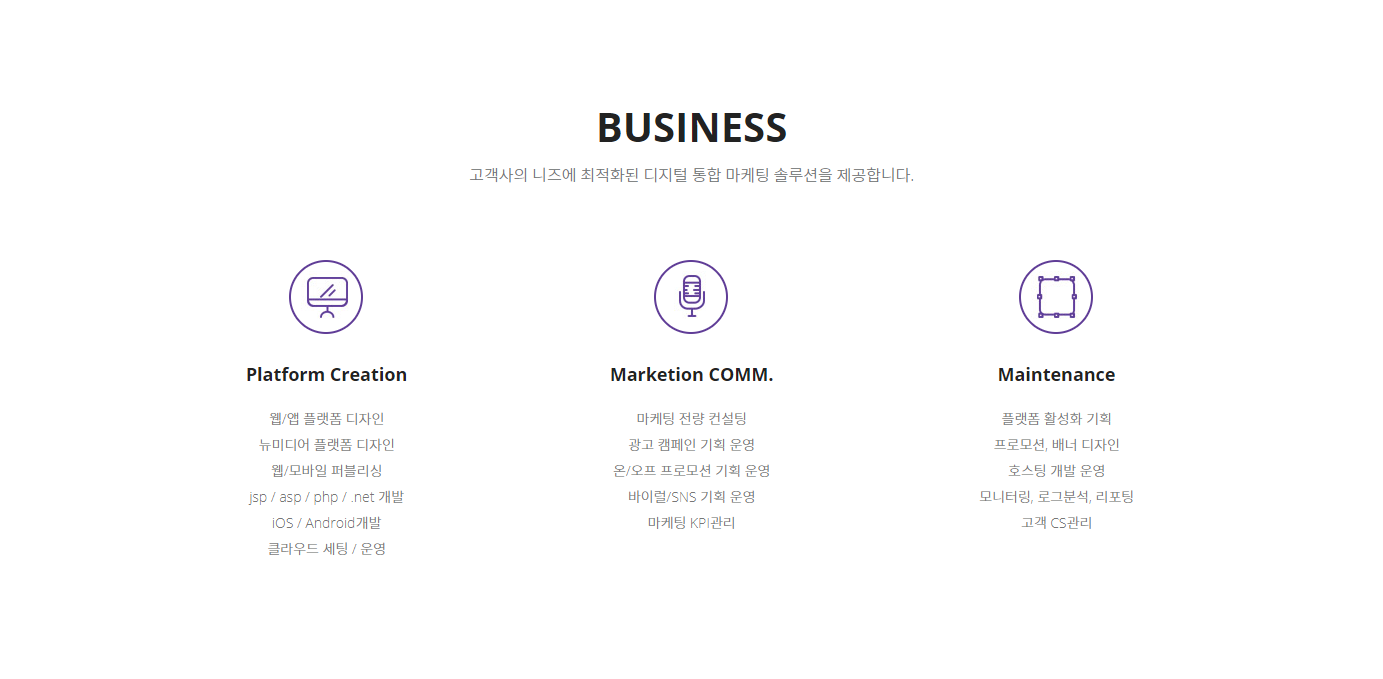 BUSINESS
고객사의 니즈에 최적화된 디지털 통합 마케팅 솔루션을 제공합니다.
Platform Creation
웹/앱 플랫폼 디자인
뉴미디어 플랫폼 디자인
웹/모바일 퍼블리싱
jsp / asp / php / .net 개발
iOS / Android개발
클라우드 세팅 / 운영
Marketion COMM.
마케팅 전략 컨설팅
광고 캠페인 기획 운영
온/오프 프로모션 기획 운영
바이럴/SNS 기획 운영
마케팅 KPI관리
Maintenance
플랫폼 활성화 기획
프로모션, 배너 디자인
호스팅 개발 운영
모니터링, 로그분석, 리포팅
고객 CS관리